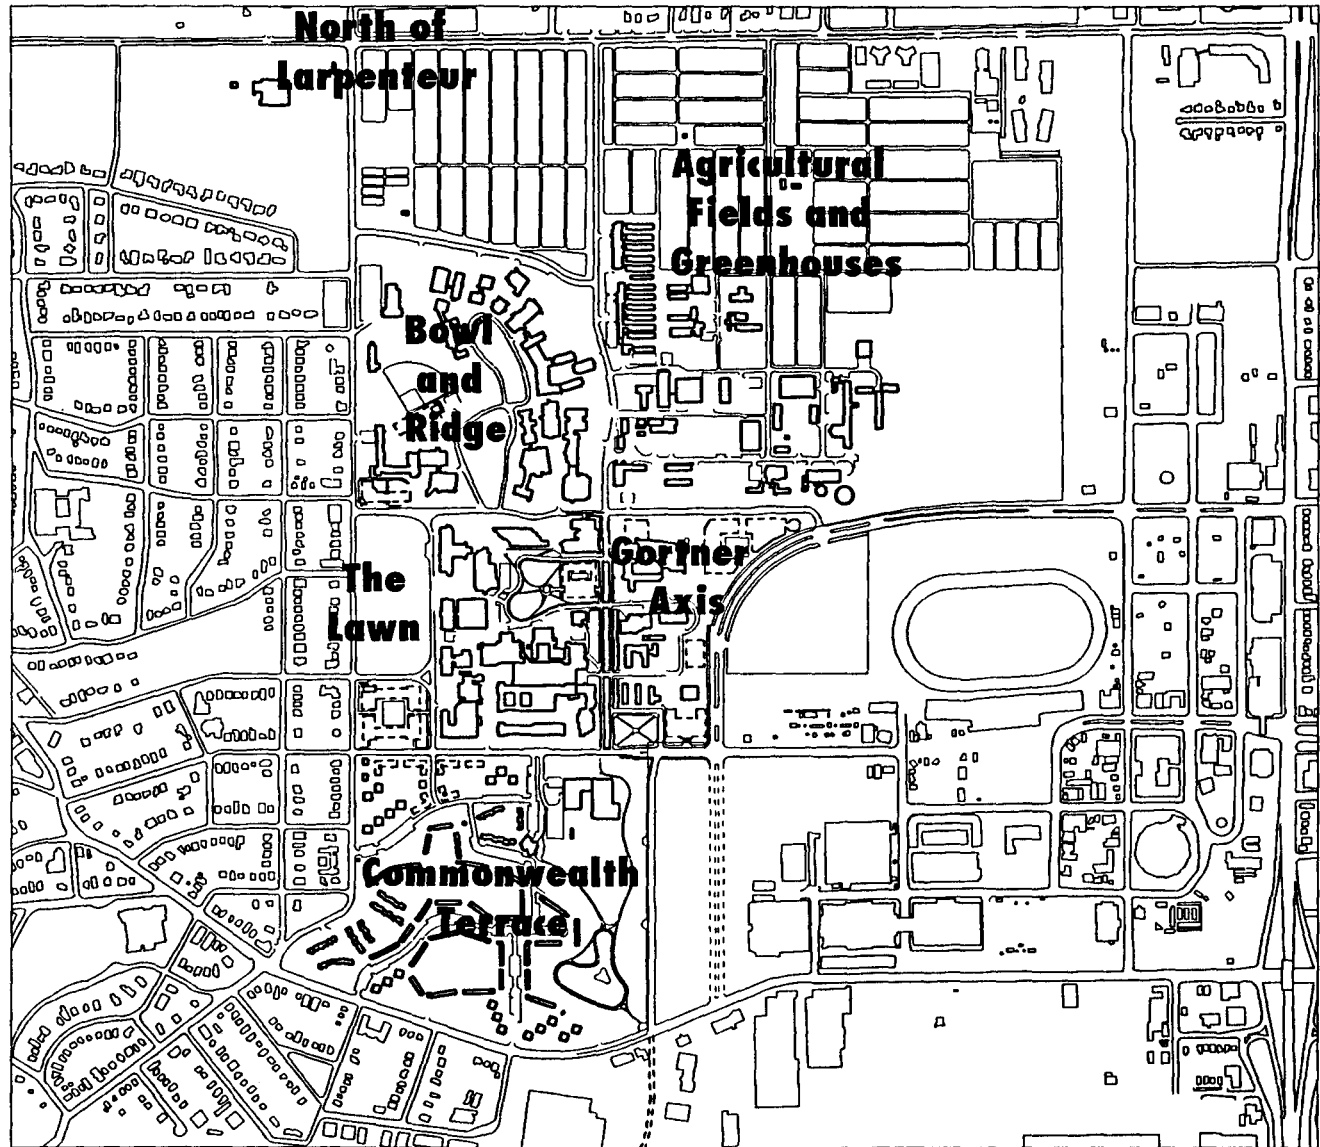 North of
Larpenteur
Agricultural
Fields and
Greenhouses
Bowl
and
Ridge
Gortner
Axis
The
Lawn
Commonwealth
Terrace